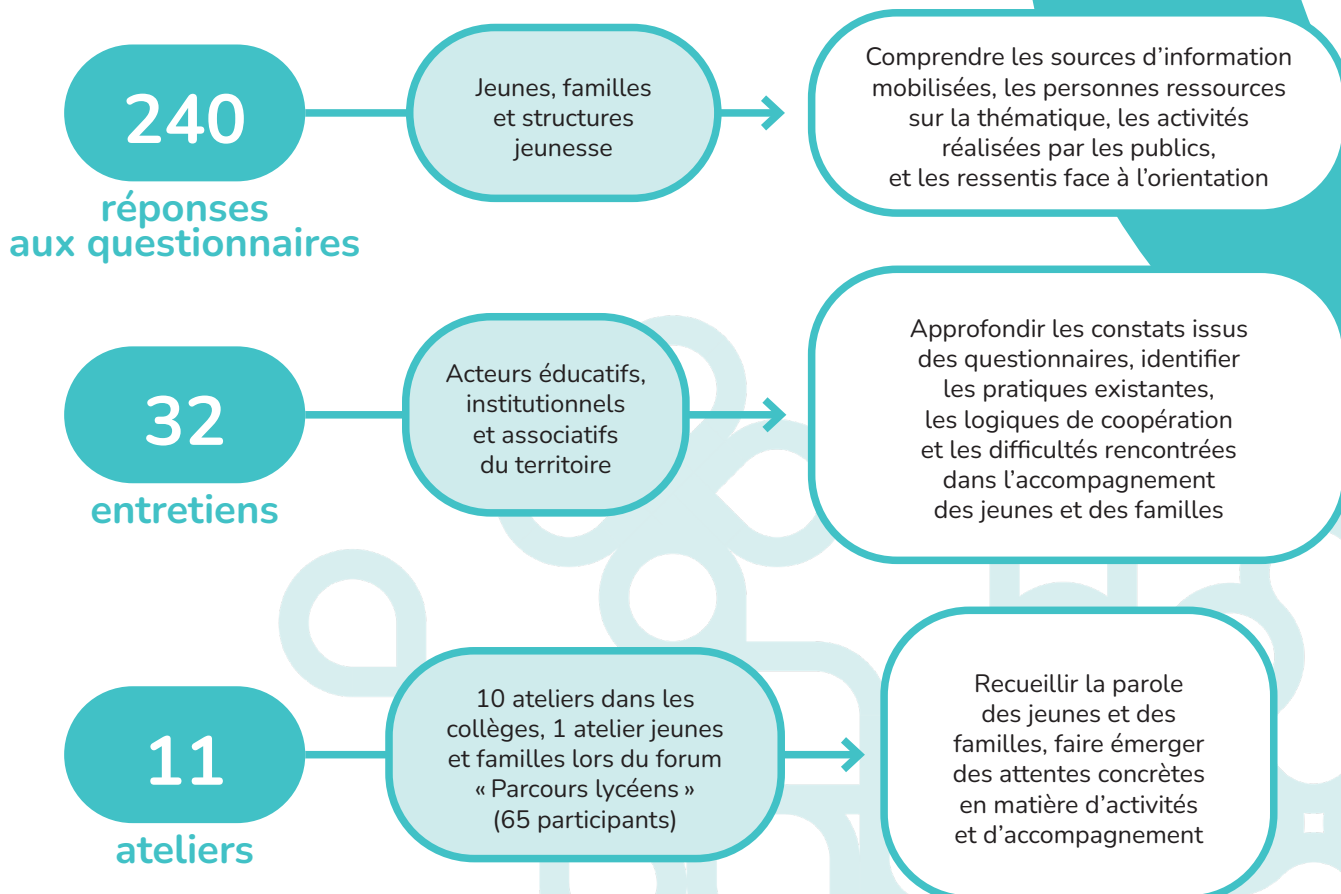 240
réponses
aux questionnaires
Jeunes, familles
et structures
jeunesse
Comprendre les sources d’information
mobilisées, les personnes ressources
sur la thématique, les activités
réalisées par les publics,
et les ressentis face à l’orientation
32
entretiens
Acteurs éducatifs,
institutionnels
et associatifs
du territoire
Approfondir les constats issus
des questionnaires, identifier
les pratiques existantes,
les logiques de coopération
et les difficultés rencontrées
dans l’accompagnement
des jeunes et des familles
11
ateliers
10 ateliers dans les
collèges, 1 atelier jeunes
et familles lors du forum
« Parcours lycéens »
(65 participants)
Recueillir la parole
des jeunes et des
familles, faire émerger
des attentes concrètes
en matière d’activités
et d’accompagnement